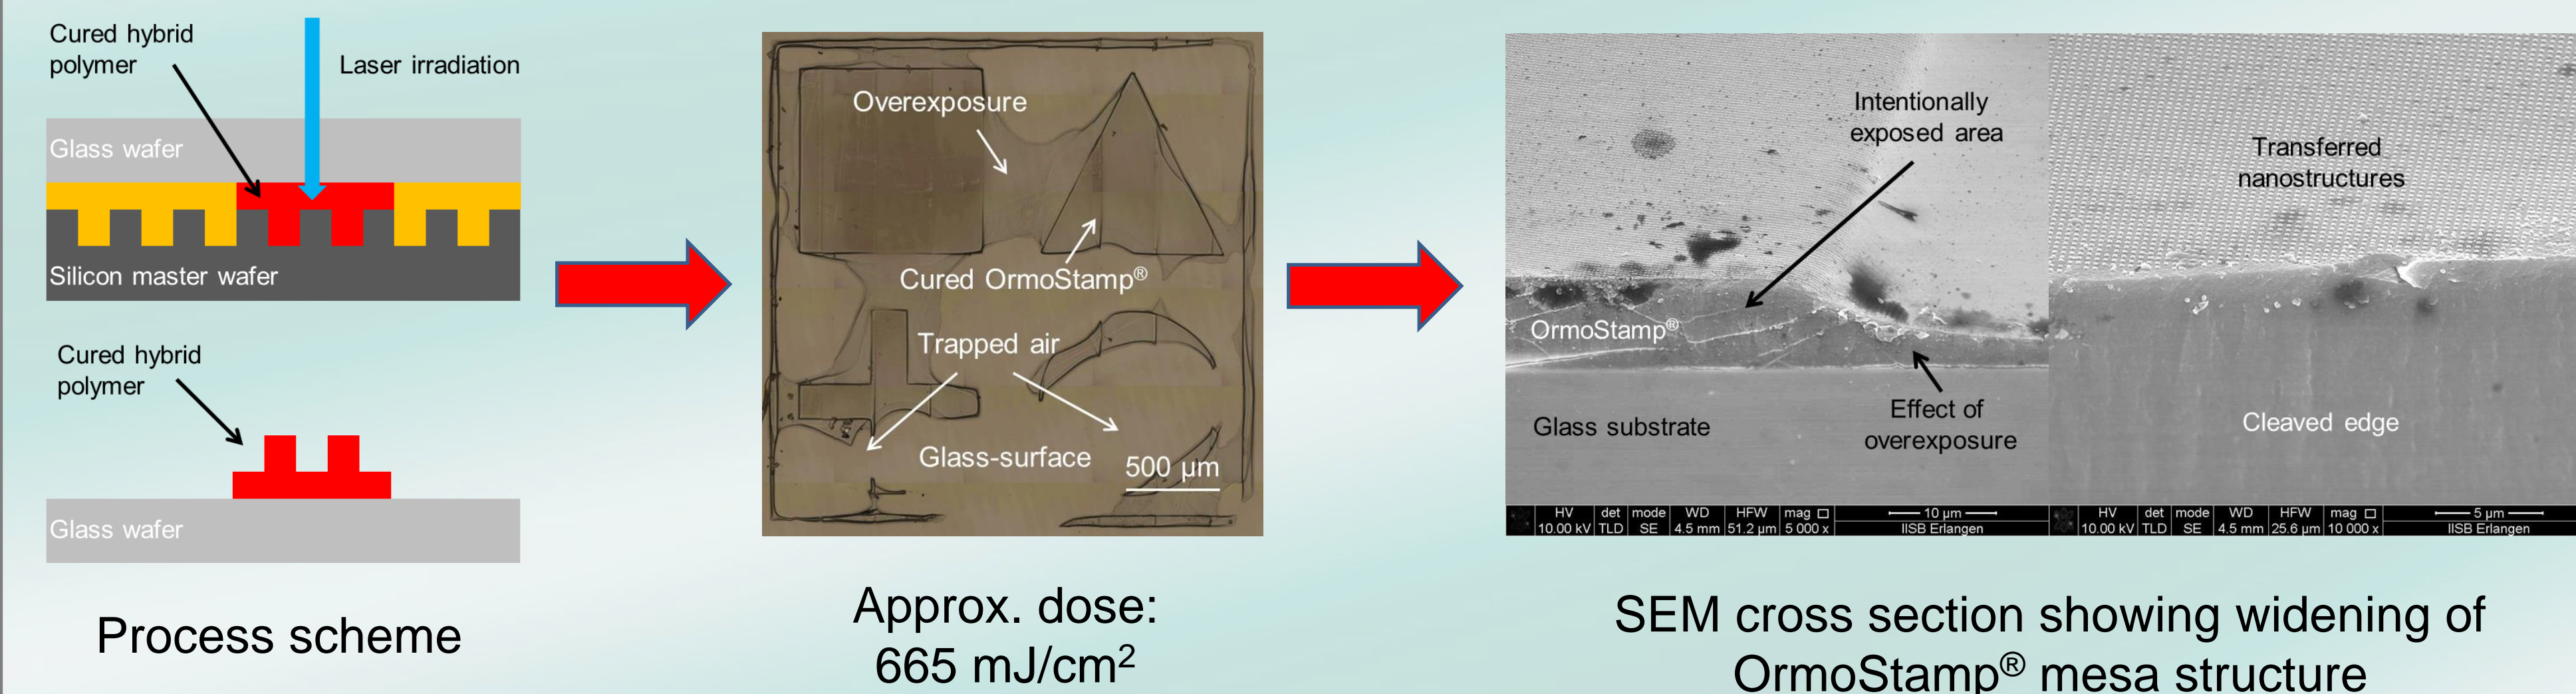 Cured hybrid
polymer
Laser irradiation
Glass wafer
Silicon master wafer
Cured hybrid
polymer
Glass wafer
Process scheme
Overexposure
Cured OrmoStamp®
Trapped air
Glass-surface
500 µm
Approx. dose:
665 mJ/cm²
Intentionally
exposed area
OrmoStamp®
Glass substrate
Effect of
overexposure
HV det mode WD HFW mag □ 10 µm
10.00 kV TLD SE 4.5 mm 51.2 µm 5 000 x IISB Erlangen
Transferred
nanostructures
Cleaved edge
HV det mode WD HFW mag □ 5 µm
10.00 kV TLD SE 4.5 mm 25.6 µm 10 000 x IISB Erlangen
SEM cross section showing widening of
OrmoStamp® mesa structure